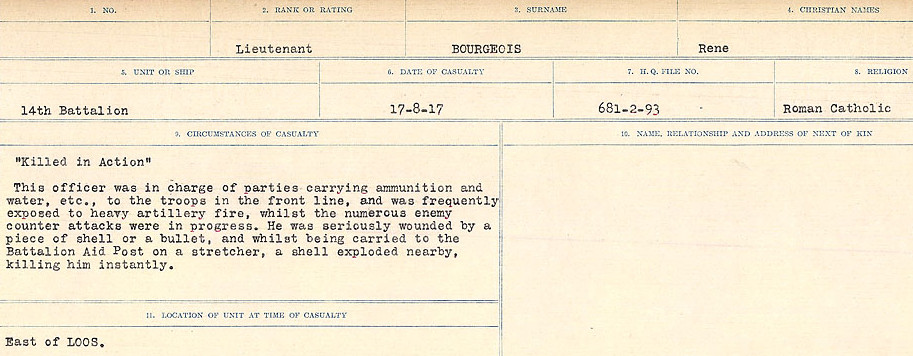 1. NO. 2. RANK OR RATING 3. SURNAME 4. CHRISTIAN NAMES
Lieutenant BOURGEOIS Rene
5. UNIT OR SHIP 6. DATE OF CASUALTY 7. H. Q. FILE NO. 8. RELIGION
14th Battalion 17-8-17 681-2-93 Roman Catholic
9. CIRCUMSTANCES OF CASUALTY 10. NAME, RELATIONSHIP AND ADDRESS OF NEXT OF KIN
"Killed in Action"
This officer was in charge of parties carrying ammunition and
water, etc., to the troops in the front line, and was frequently
exposed to heavy artillery fire, whilst the numerous enemy
counter attacks were in progress. He was seriously wounded by a
piece of shell or a bullet, and whilst being carried to the
Battalion Aid Post on a stretcher, a shell exploded nearby,
killing him instantly.
11. LOCATION OF UNIT AT TIME OF CASUALTY
East of LOOS.